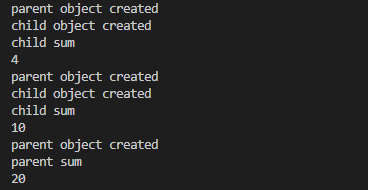 parent object created
child object created
child sum
4
parent object created
child object created
child sum
10
parent object created
parent sum
20